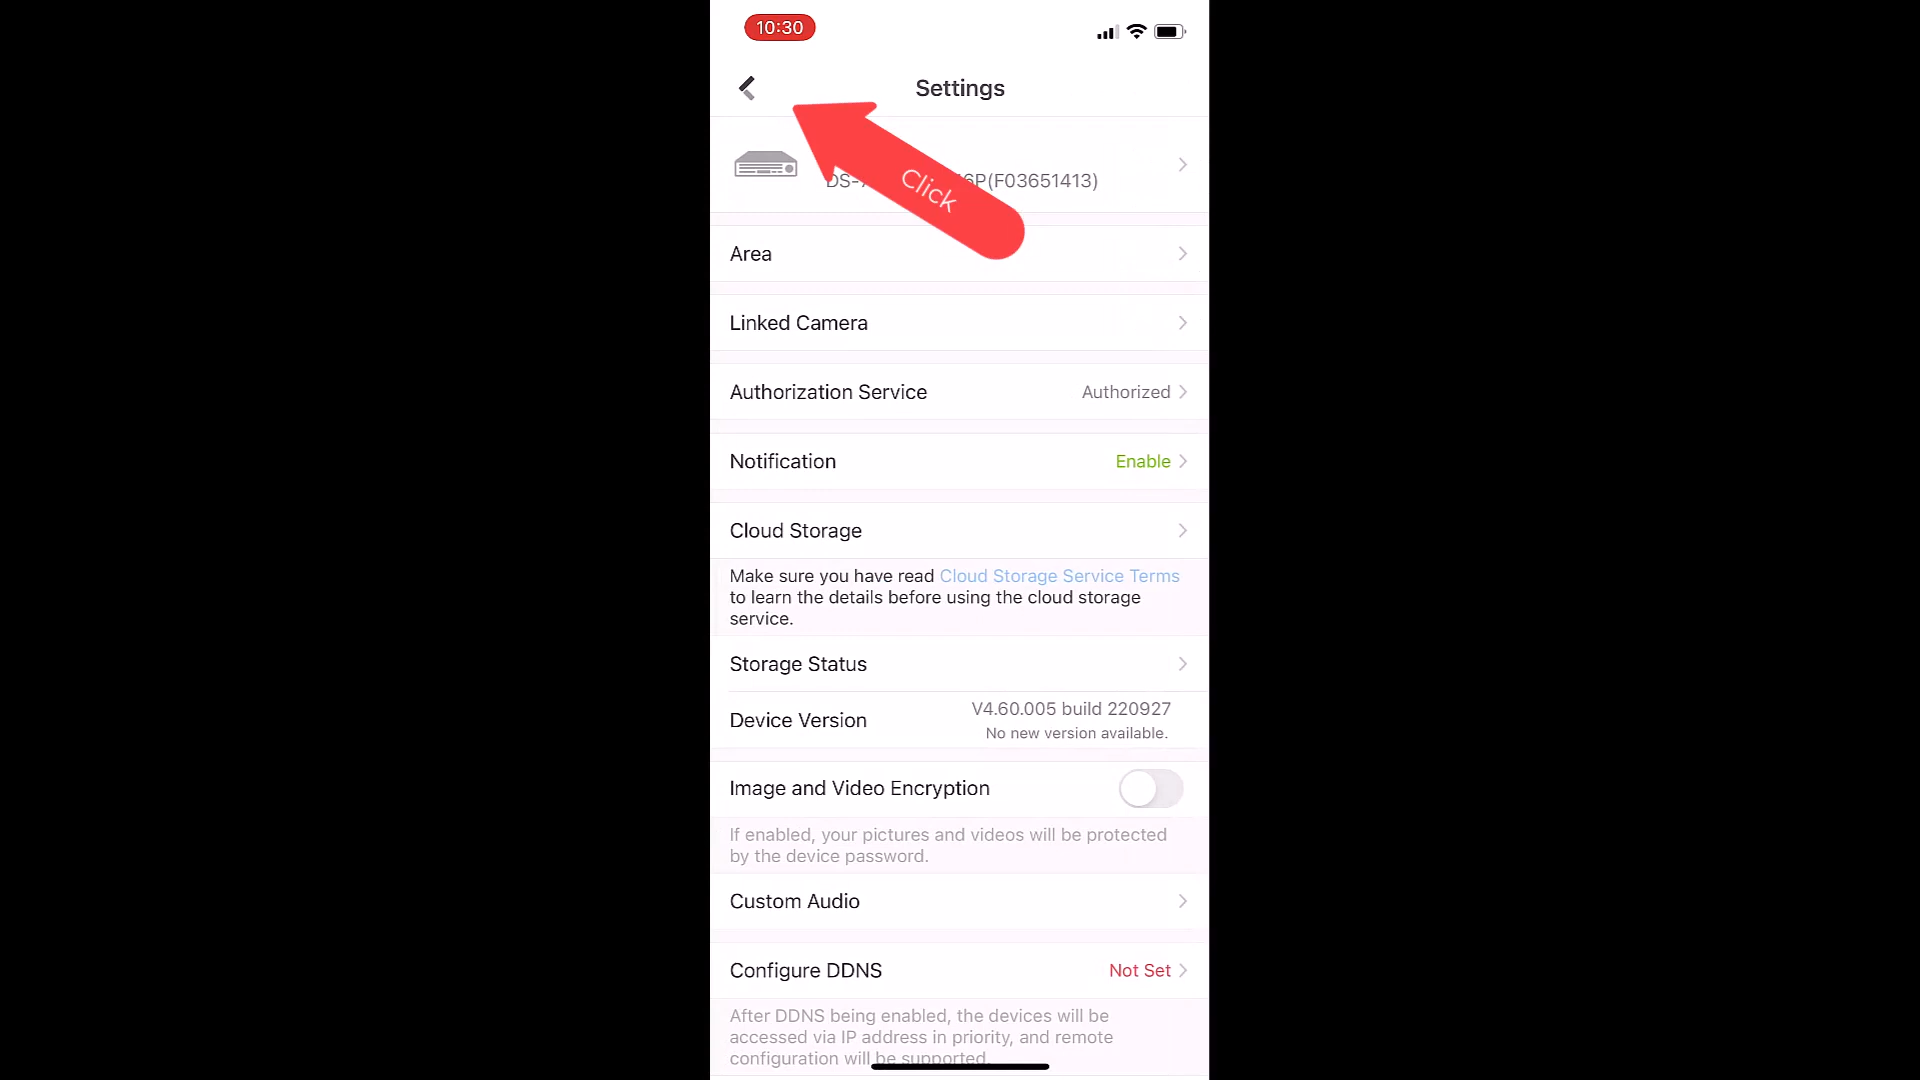 10:30
Settings
DS- 6P(F03651413)
Click
Area
Linked Camera
Authorization Service Authorized
Notification Enable
Cloud Storage
Make sure you have read Cloud Storage Service Terms
to learn the details before using the cloud storage
service.
Storage Status
Device Version V4.60.005 build 220927
No new version available.
Image and Video Encryption
If enabled, your pictures and videos will be protected
by the device password.
Custom Audio
Configure DDNS Not Set
After DDNS being enabled, the devices will be
accessed via IP address in priority, and remote
configuration will be supported.